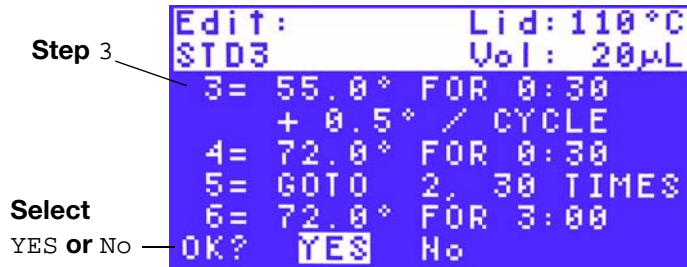 Edit: Lid:110°C
STD3 Vol: 20µL
Step 3
3= 55.0° FOR 0:30
+ 0.5° / CYCLE
4= 72.0° FOR 0:30
5= GOTO 2, 30 TIMES
6= 72.0° FOR 3:00
Select
YES or No
OK? YES No